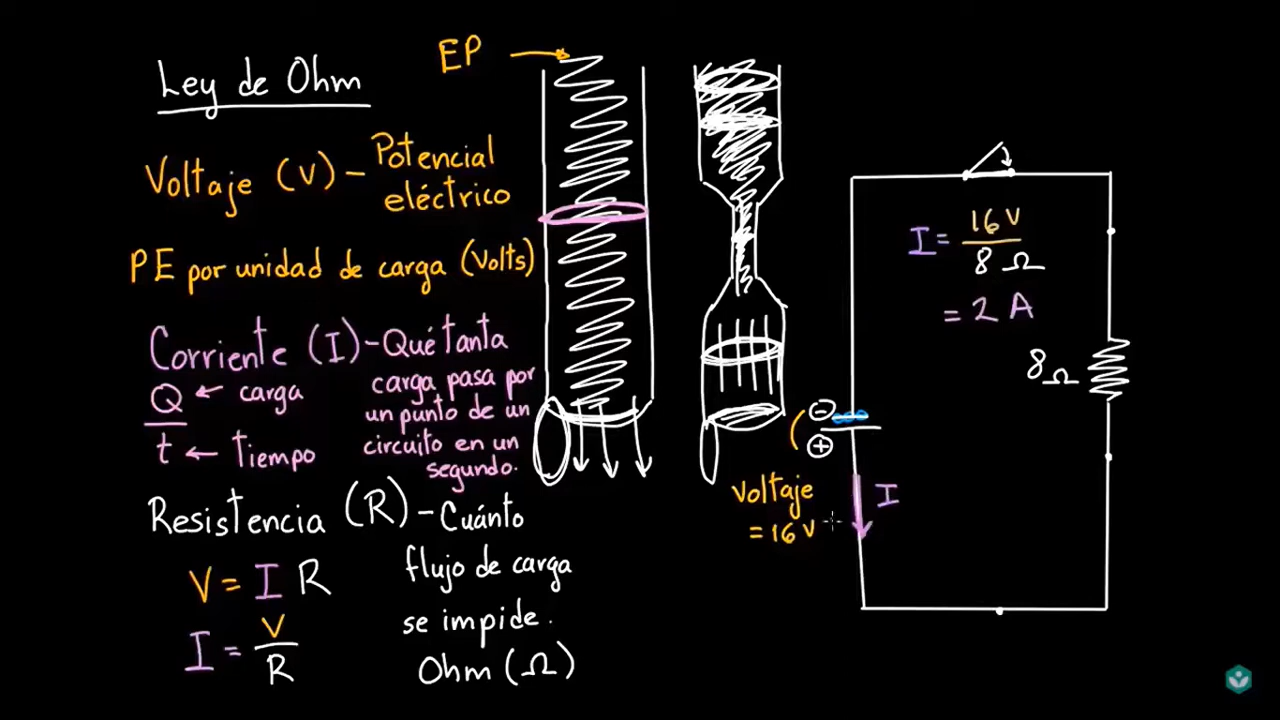 Ley de Ohm
EP
Voltaje (V) - Potencial
eléctrico
PE por unidad de carga (Volts)
Corriente (I) - Qué tanta
carga pasa por
un punto de un
circuito en un
segundo.
Q ← carga
t ← Tiempo
Resistencia (R) - Cuánto
flujo de carga
se impide.
Ohm (Ω)
V = I R
I = V
R
I = 16 V
8 Ω
= 2 A
8 Ω
-
+
Voltaje
= 16 V
I